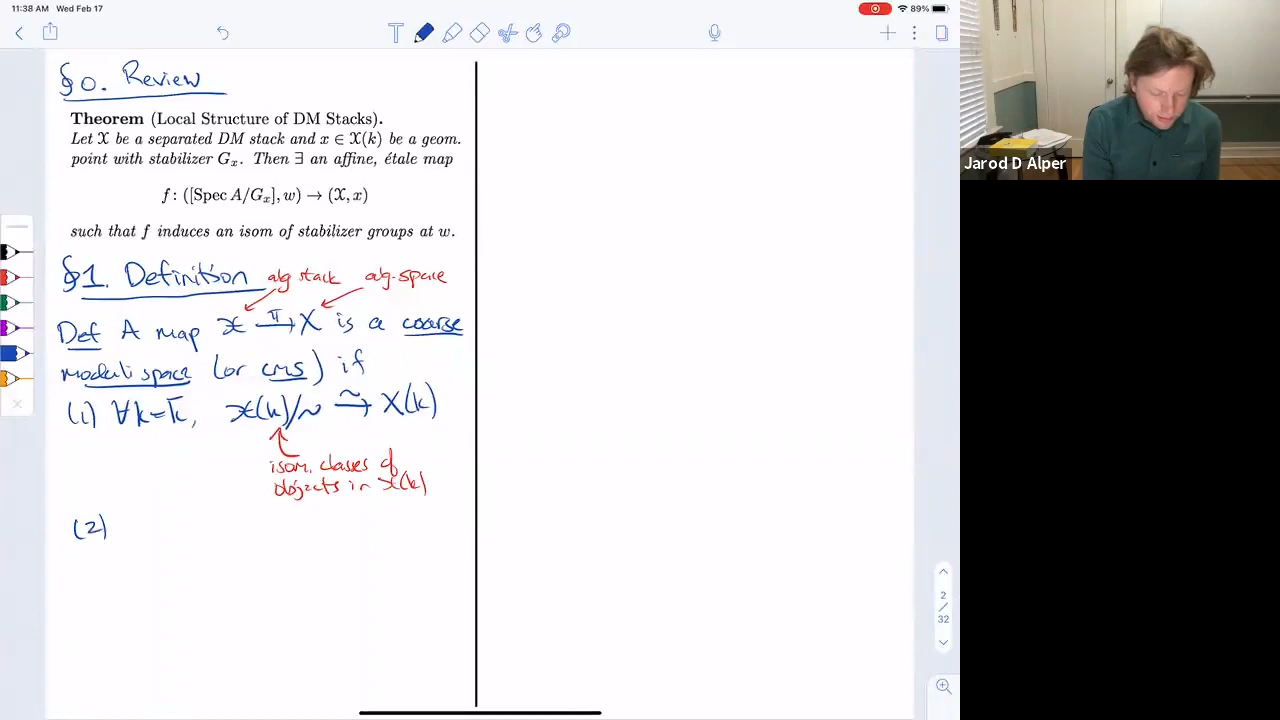 11:38 AM Wed Feb 17
89%
§0. Review
Theorem (Local Structure of DM Stacks).
Let 𝒳 be a separated DM stack and x ∈ 𝒳(k) be a geom.
point with stabilizer Gₓ. Then ∃ an affine, étale map
f : ([Spec A/Gₓ], w) → (𝒳, x)
such that f induces an isom of stabilizer groups at w.
§1. Definition
alg stack alg. space
Def A map 𝒳 →π X is a coarse
moduli space (or cms) if
(1) ∀k=k̄, 𝒳(k)/~ →~ X(k)
isom. classes of
objects in 𝒳(k)
(2)
2
/
32
Jarod D Alper